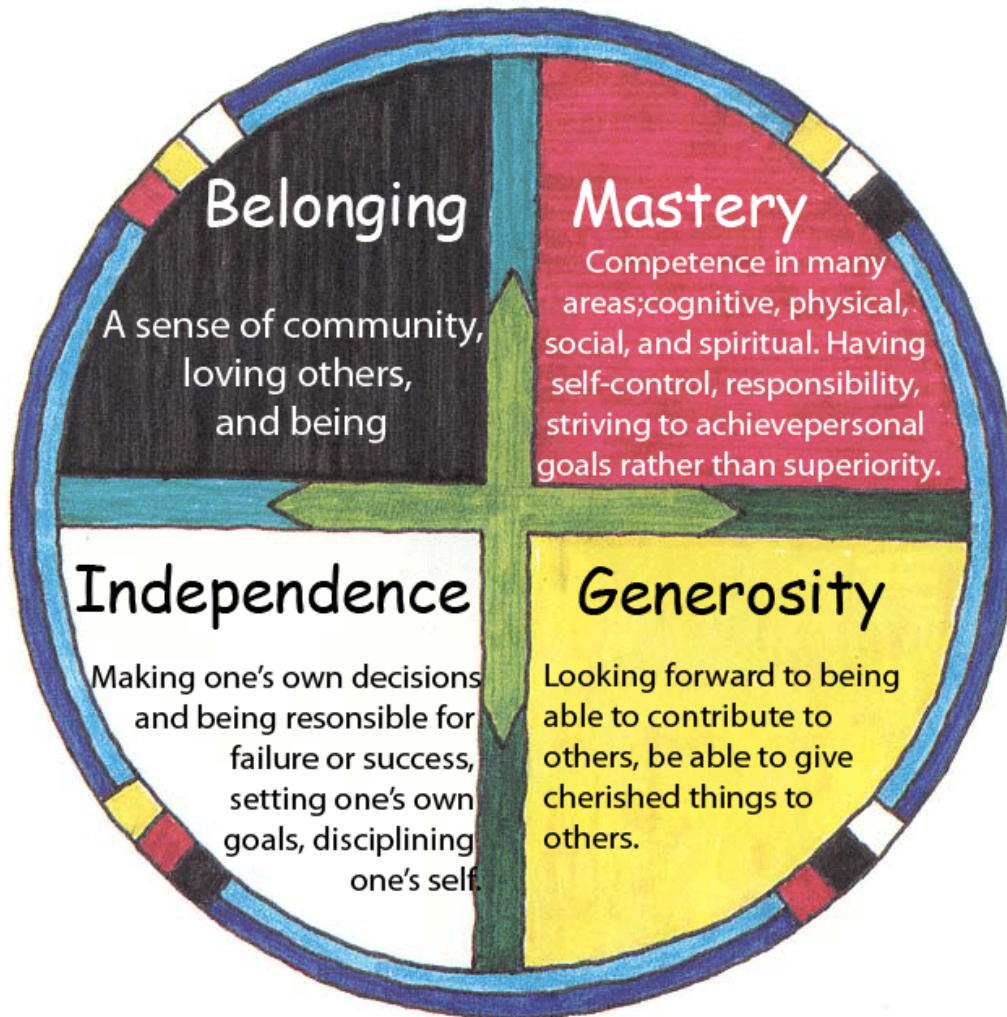 Belonging
A sense of community,
loving others,
and being
Mastery
Competence in many
areas;cognitive, physical,
social, and spiritual. Having
self-control, responsibility,
striving to achievepersonal
goals rather than superiority.
Independence
Making one's own decisions
and being resonsible for
failure or success,
setting one's own
goals, disciplining
one's self.
Generosity
Looking forward to being
able to contribute to
others, be able to give
cherished things to
others.